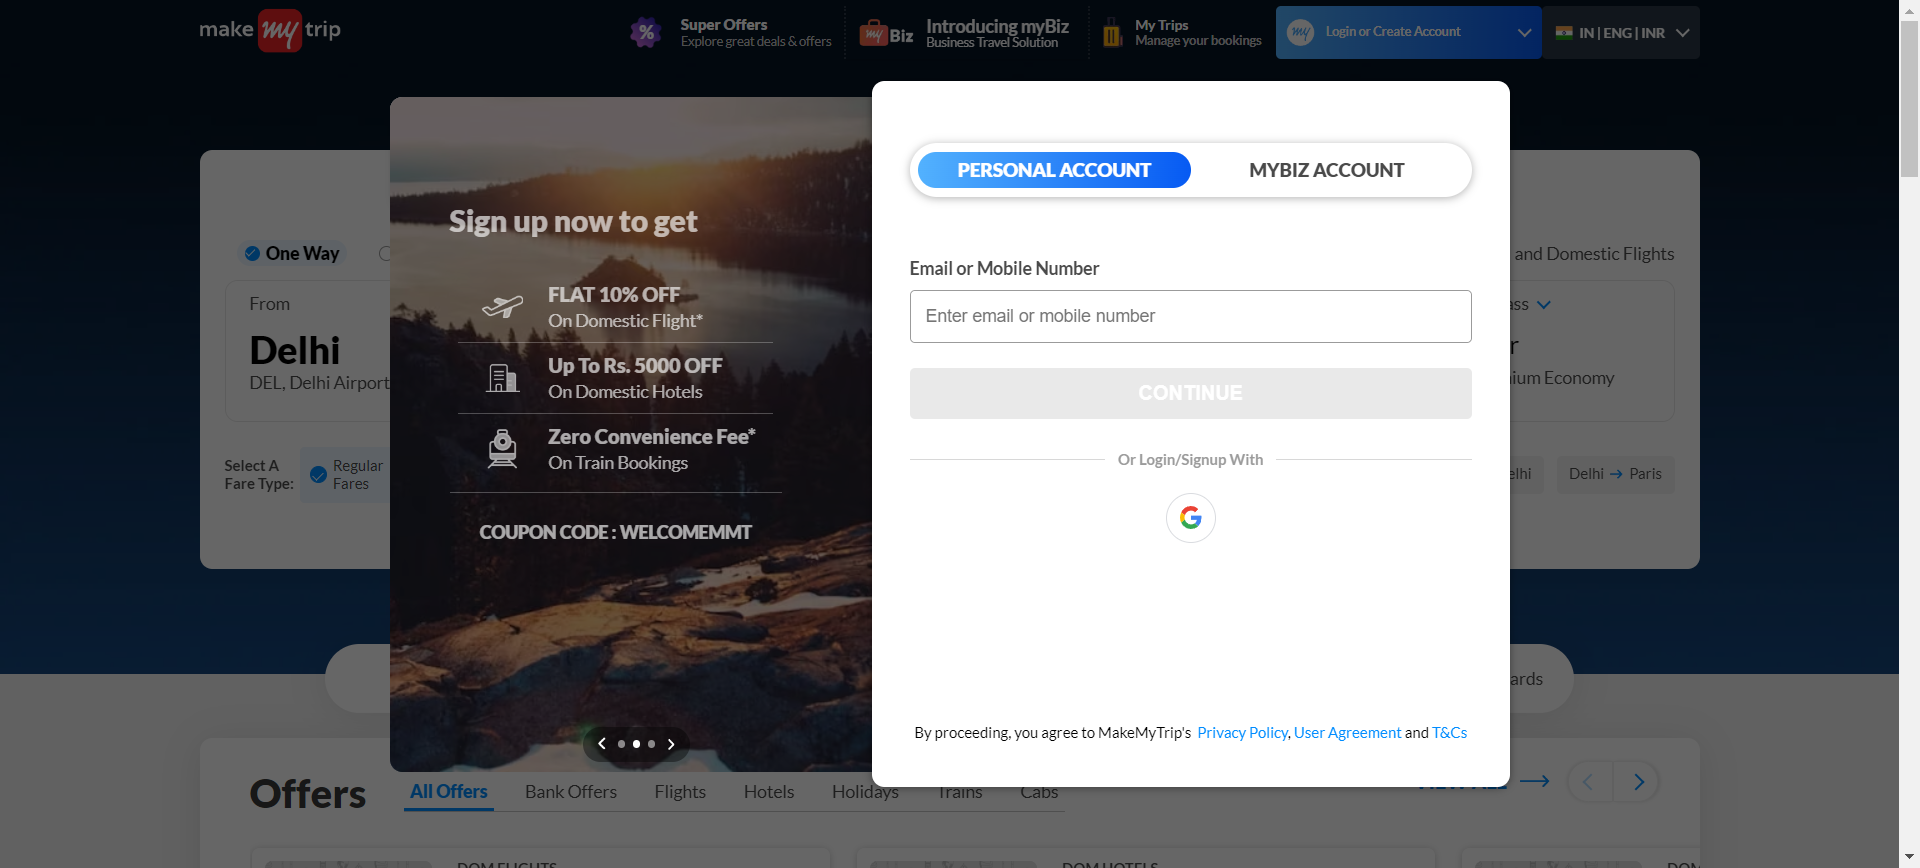 make my trip
%
Super Offers
Explore great deals & offers
my Biz
Introducing myBiz
Business Travel Solution
My Trips
Manage your bookings
my
Login or Create Account
IN | ENG | INR
One Way
From
Delhi
DEL, Delhi Airport
Select A
Fare Type:
Regular
Fares
Sign up now to get
FLAT 10% OFF
On Domestic Flight*
Up To Rs. 5000 OFF
On Domestic Hotels
Zero Convenience Fee*
On Train Bookings
COUPON CODE : WELCOMEMMT
PERSONAL ACCOUNT
MYBIZ ACCOUNT
Email or Mobile Number
Enter email or mobile number
CONTINUE
Or Login/Signup With
G
By proceeding, you agree to MakeMyTrip's Privacy Policy, User Agreement and T&Cs
and Domestic Flights
Economy
Delhi → Paris
Offers
All Offers
Bank Offers
Flights
Hotels
Holidays
Trains
Cabs
DOM FLIGHTS
DOM HOTELS